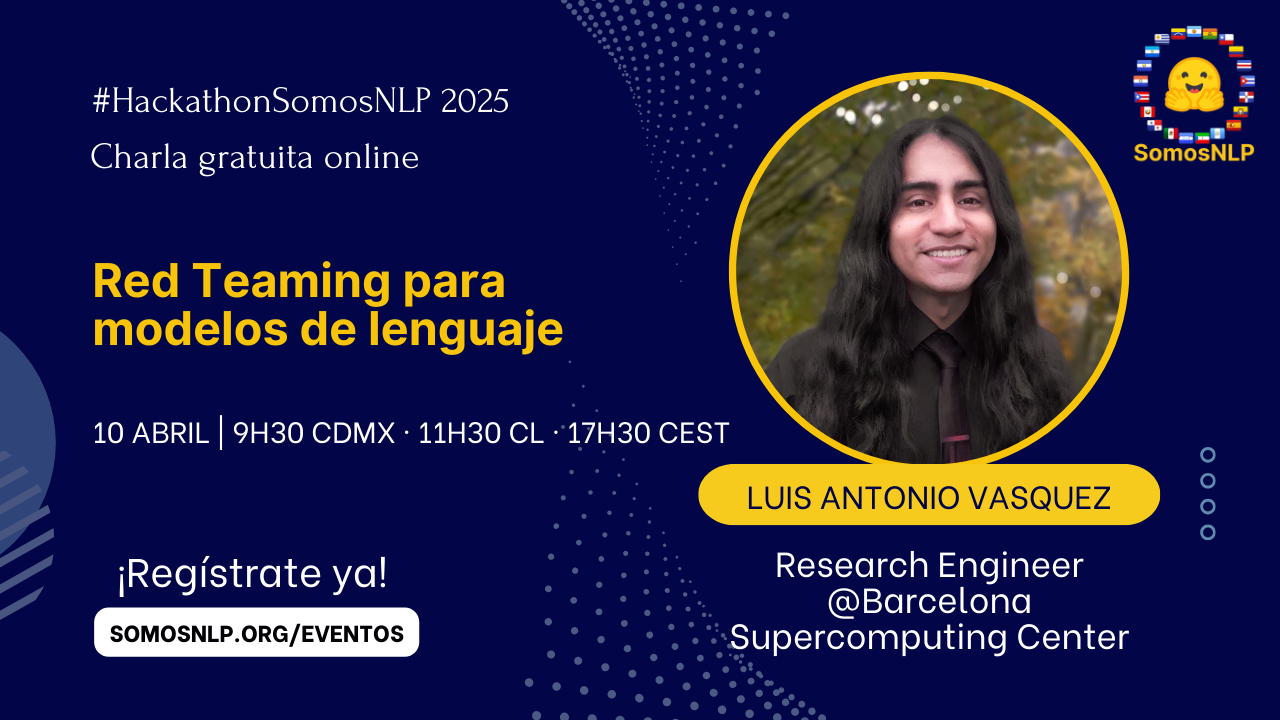 #HackathonSomosNLP 2025
Charla gratuita online
Red Teaming para
modelos de lenguaje
10 ABRIL | 9H30 CDMX · 11H30 CL · 17H30 CEST
¡Regístrate ya!
SOMOSNLP.ORG/EVENTOS
SomosNLP
LUIS ANTONIO VASQUEZ
Research Engineer
@Barcelona
Supercomputing Center